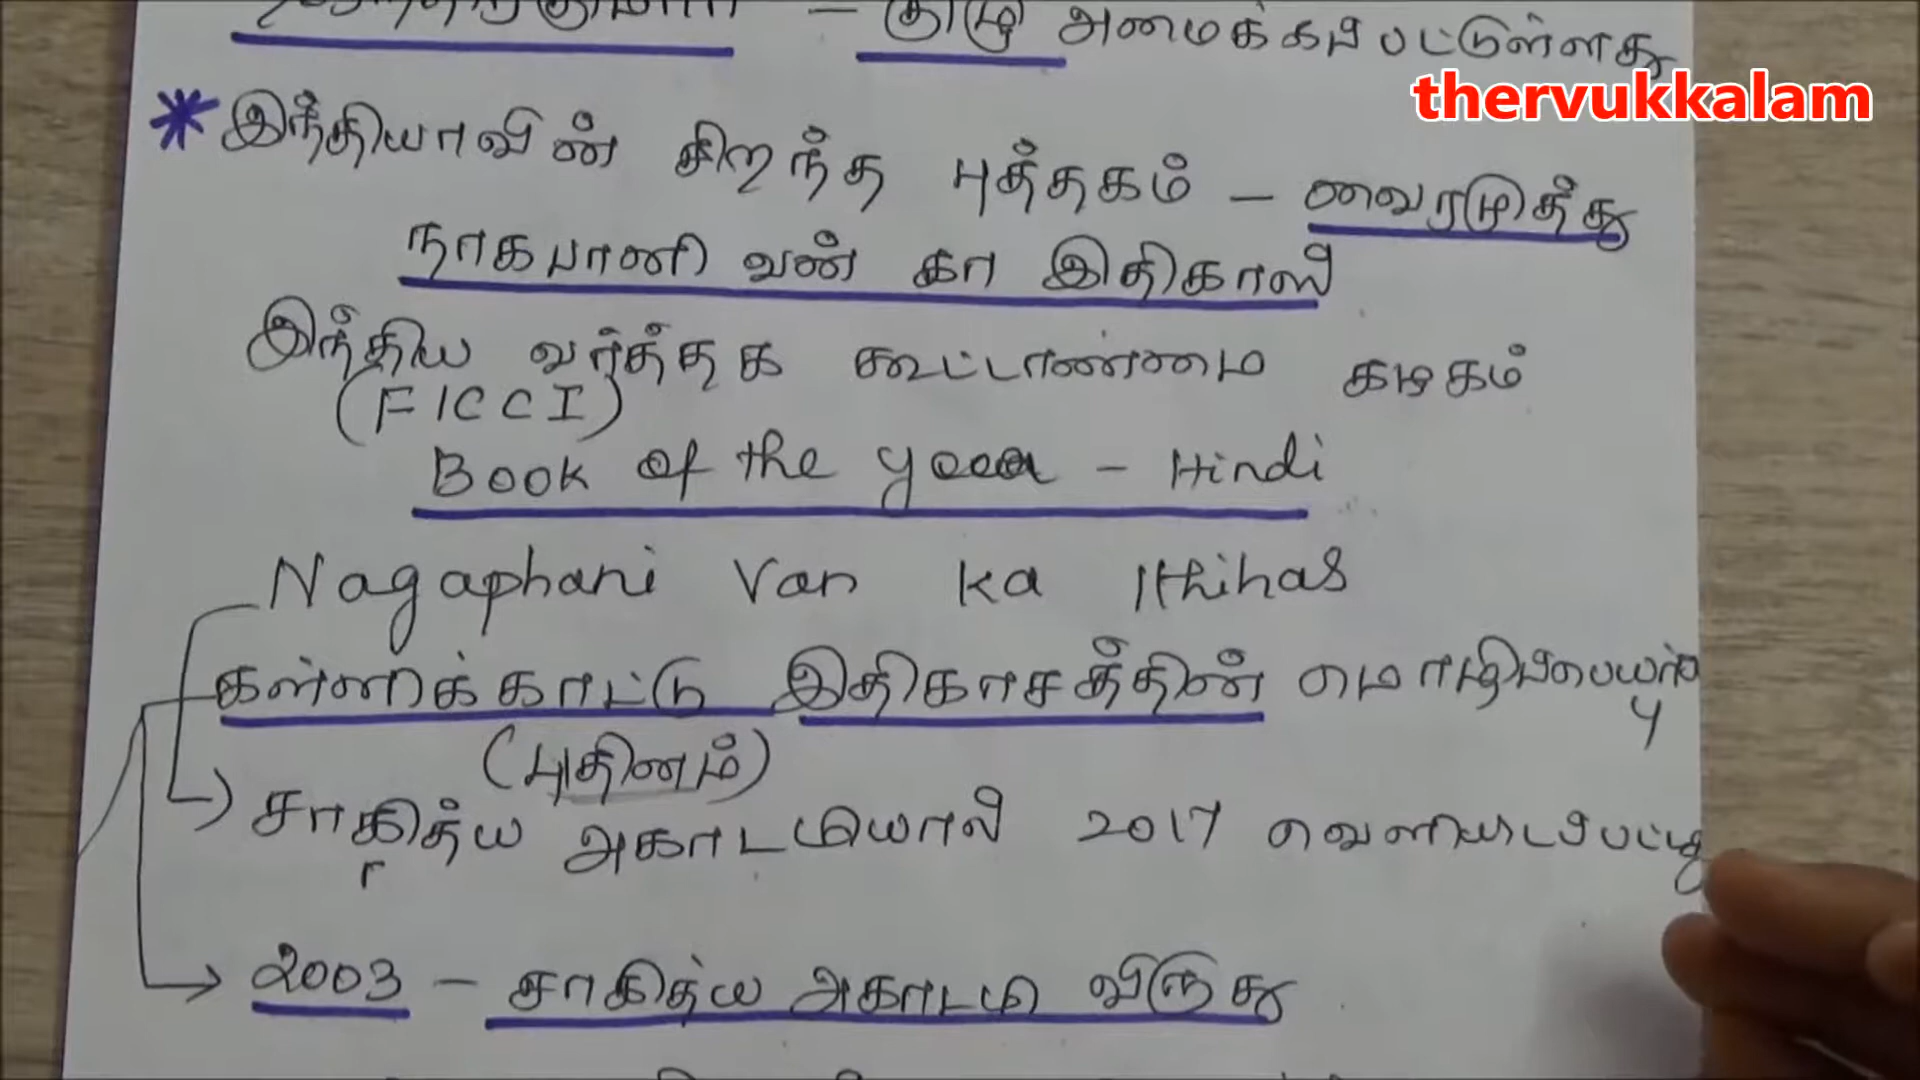 – குழு அமைக்கப்பட்டுள்ளது
thervukkalam
* இந்தியாவின் சிறந்த புத்தகம் – வைரமுத்து
நாகபானி வன் கா இதிகாஸ்
இந்திய வர்த்தக கூட்டாண்மை கழகம்
(FICCI)
Book of the year – Hindi
Nagaphani Van ka Ithihas
கள்ளிக்காட்டு இதிகாசத்தின் மொழிபெயர்ப்பு
(புதினம்)
சாகித்ய அகாடமியால் 2017 வெளியிடப்பட்டது
2003 – சாகித்ய அகாடமி விருது